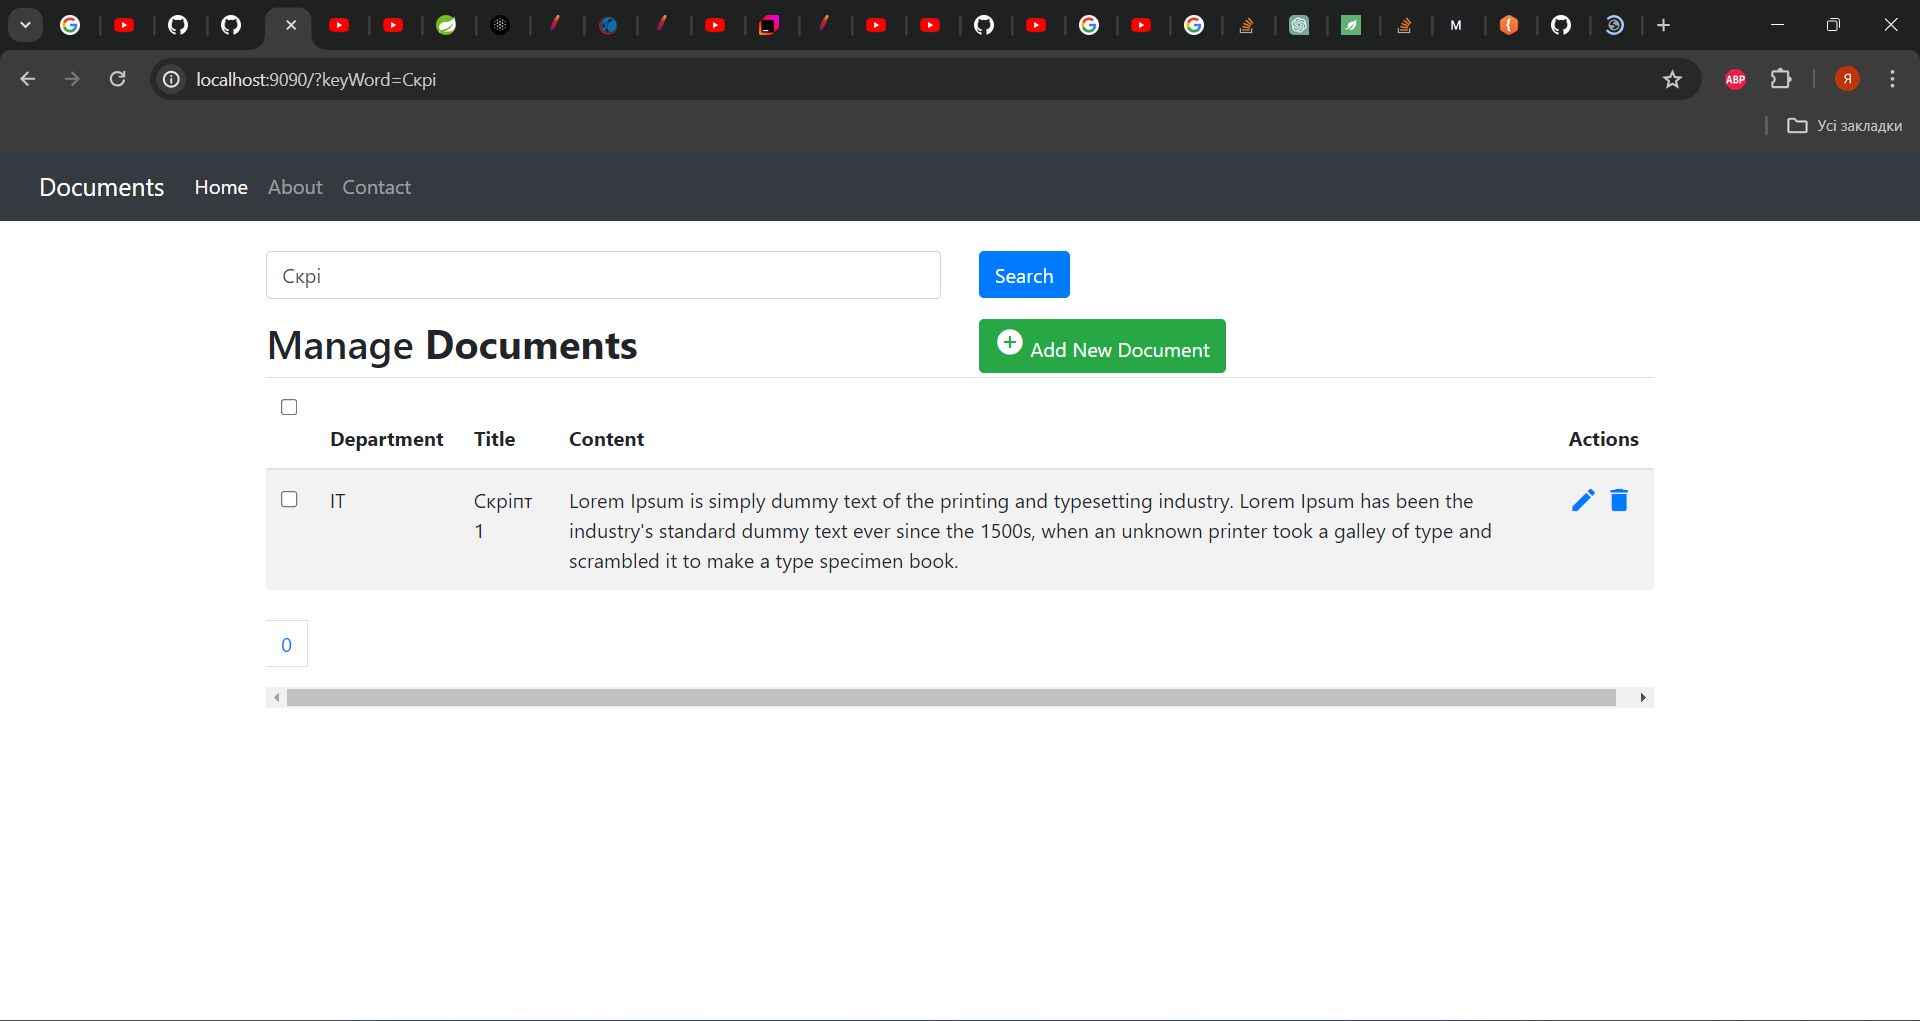 localhost:9090/?keyWord=Скрі
ABP
Я
Усі закладки
Documents Home About Contact
Скрі
Search
Manage Documents
Add New Document
Department Title Content Actions
IT Скріпт Lorem Ipsum is simply dummy text of the printing and typesetting industry. Lorem Ipsum has been the
1 industry's standard dummy text ever since the 1500s, when an unknown printer took a galley of type and
scrambled it to make a type specimen book.
0